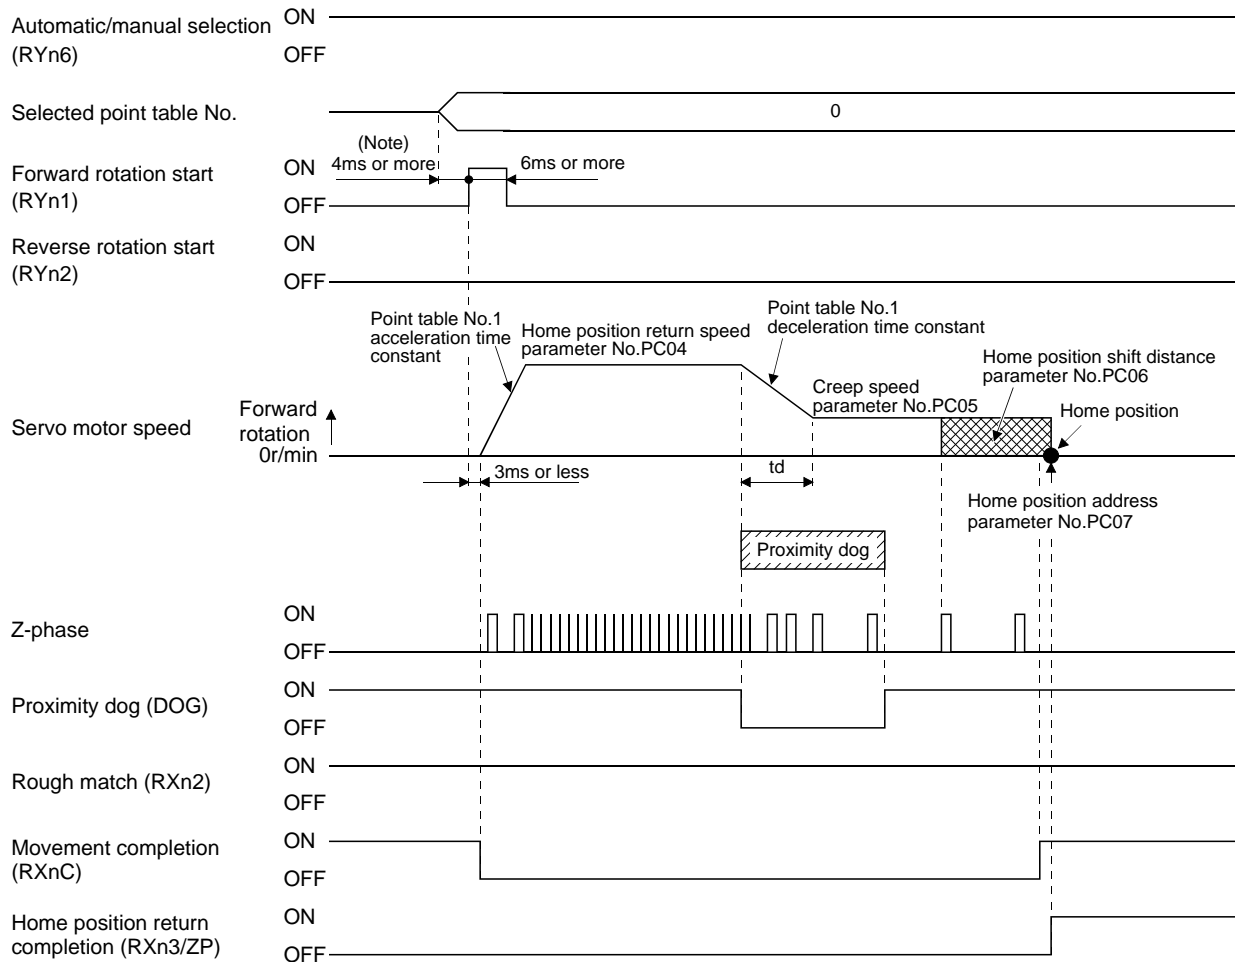 Automatic/manual selection
(RYn6)
ON
OFF
Selected point table No.
0
Forward rotation start
(RYn1)
ON
OFF
(Note)
4ms or more
6ms or more
Reverse rotation start
(RYn2)
ON
OFF
Servo motor speed
Forward
rotation
0r/min
Point table No.1
acceleration time
constant
Home position return speed
parameter No.PC04
Point table No.1
deceleration time constant
Creep speed
parameter No.PC05
Home position shift distance
parameter No.PC06
Home position
3ms or less
td
Home position address
parameter No.PC07
Proximity dog
Z-phase
ON
OFF
Proximity dog (DOG)
ON
OFF
Rough match (RXn2)
ON
OFF
Movement completion
(RXnC)
ON
OFF
Home position return
completion (RXn3/ZP)
ON
OFF